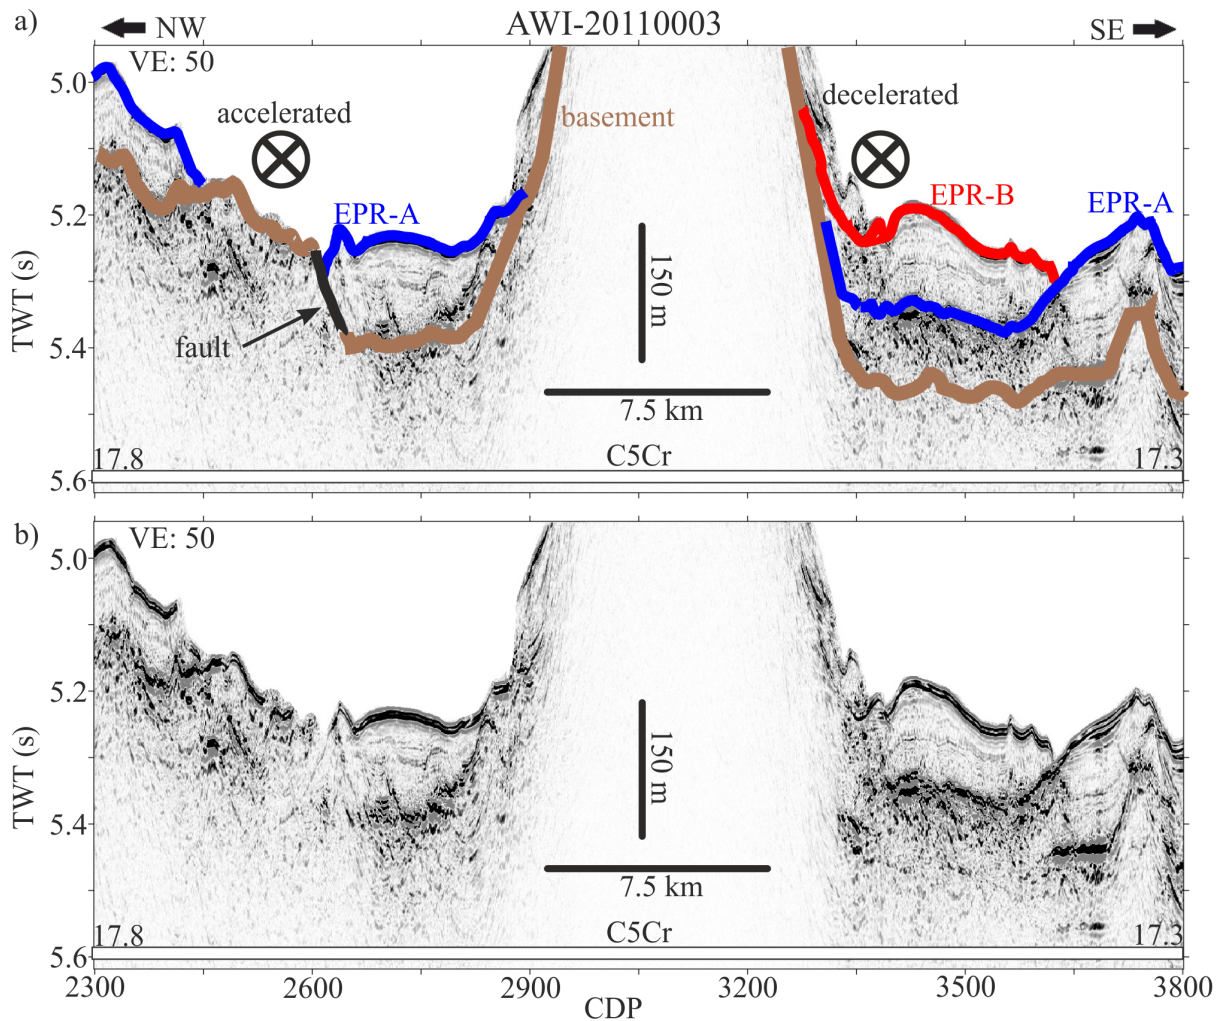 a)
NW
AWI-20110003
SE
VE: 50
accelerated
decelerated
basement
EPR-A
EPR-B
EPR-A
fault
150 m
7.5 km
17.8
C5Cr
17.3
5.0
5.2
5.4
5.6
TWT (s)
b)
VE: 50
150 m
7.5 km
17.8
C5Cr
17.3
5.0
5.2
5.4
5.6
TWT (s)
2300
2600
2900
3200
3500
3800
CDP